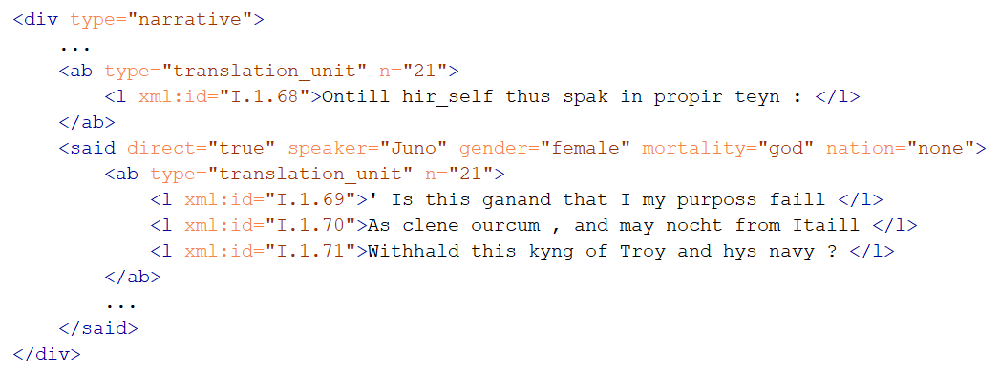 <div type="narrative">
...
<ab type="translation_unit" n="21">
<l xml:id="I.1.68">Ontill hir_self thus spak in propir teyn : </l>
</ab>
<said direct="true" speaker="Juno" gender="female" mortality="god" nation="none">
<ab type="translation_unit" n="21">
<l xml:id="I.1.69">' Is this ganand that I my purposs faill </l>
<l xml:id="I.1.70">As clene ourcum , and may nocht from Itaill </l>
<l xml:id="I.1.71">Withhald this kyng of Troy and hys navy ? </l>
</ab>
...
</said>
</div>